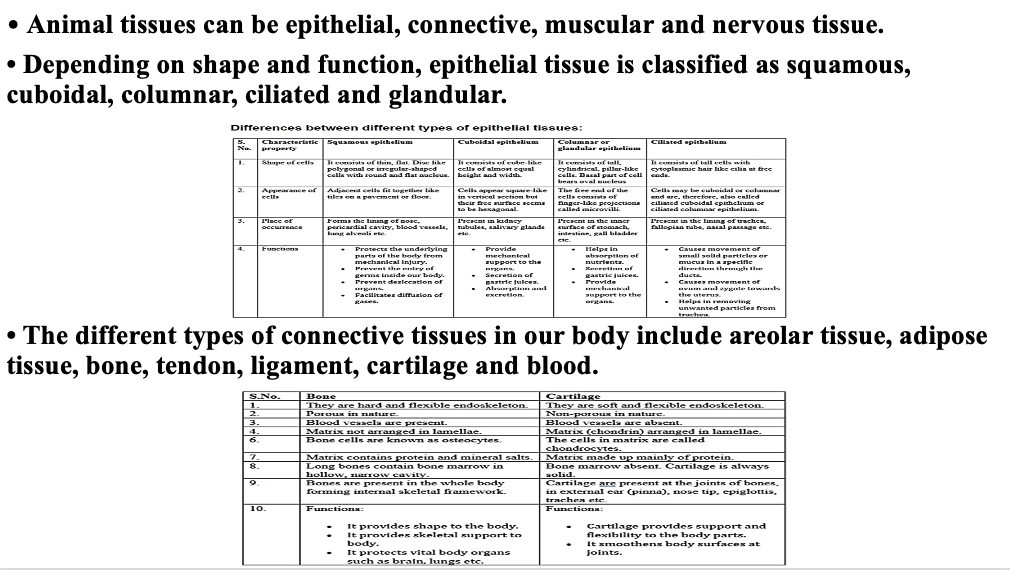 • Animal tissues can be epithelial, connective, muscular and nervous tissue.
• Depending on shape and function, epithelial tissue is classified as squamous,
cuboidal, columnar, ciliated and glandular.
Differences between different types of epithelial tissues:
S. No. Characteristic property Squamous epithelium Cuboidal epithelium Columnar or glandular epithelium Ciliated epithelium
1. Shape of cells It consists of thin, flat. Disc like polygonal or irregular-shaped cells with round and flat nucleus. It consists of cube-like cells of almost equal height and width. It consists of tall, cylindrical, pillar-like cells. Basal part of cell bears oval nucleus It consists of tall cells with cytoplasmic hair like cilia at free ends.
2. Appearance of cells Adjacent cells fit together like tiles on a pavement or floor. Cells appear square-like in vertical section but their free surface seems to be hexagonal. The free end of the cells consists of finger-like projections called microvilli. Cells may be cuboidal or columnar and are, therefore, also called ciliated cuboidal epithelium or ciliated columnar epithelium.
3. Place of occurrence Forms the lining of nose, pericardial cavity, blood vessels, lung alveoli etc. Present in kidney tubules, salivary glands etc. Present in the inner surface of stomach, intestine, gall bladder etc. Present in the lining of trachea, fallopian tube, nasal passage etc.
4. Functions
• Protects the underlying parts of the body from mechanical injury.
• Prevent the entry of germs inside our body.
• Prevent desiccation of organs.
• Facilitates diffusion of gases.
• Provide mechanical support to the organs.
• Secretion of gastric juices.
• Absorption and excretion.
• Helps in absorption of nutrients.
• Secretion of gastric juices.
• Provide mechanical support to the organs.
• Causes movement of small solid particles or mucus in a specific direction through the ducts.
• Causes movement of ovum and zygote towards the uterus.
• Helps in removing unwanted particles from trachea.
• The different types of connective tissues in our body include areolar tissue, adipose
tissue, bone, tendon, ligament, cartilage and blood.
S.No. Bone Cartilage
1. They are hard and flexible endoskeleton. They are soft and flexible endoskeleton.
2. Porous in nature. Non-porous in nature.
3. Blood vessels are present. Blood vessels are absent.
4. Matrix not arranged in lamellae. Matrix (chondrin) arranged in lamellae.
6. Bone cells are known as osteocytes. The cells in matrix are called chondrocytes.
7. Matrix contains protein and mineral salts. Matrix made up mainly of protein.
8. Long bones contain bone marrow in hollow, narrow cavity. Bone marrow absent. Cartilage is always solid.
9. Bones are present in the whole body forming internal skeletal framework. Cartilage are present at the joints of bones, in external ear (pinna), nose tip, epiglottis, trachea etc.
10. Functions: Functions:
• It provides shape to the body.
• It provides skeletal support to body.
• It protects vital body organs such as brain, lungs etc.
• Cartilage provides support and flexibility to the body parts.
• It smoothens body surfaces at joints.